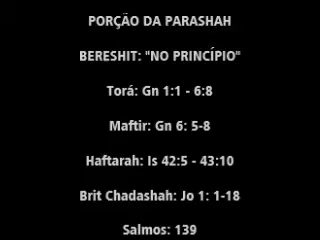 PORÇÃO DA PARASHAH
BERESHIT: "NO PRINCÍPIO"
Torá: Gn 1:1 - 6:8
Maftir: Gn 6: 5-8
Haftarah: Is 42:5 - 43:10
Brit Chadashah: Jo 1: 1-18
Salmos: 139